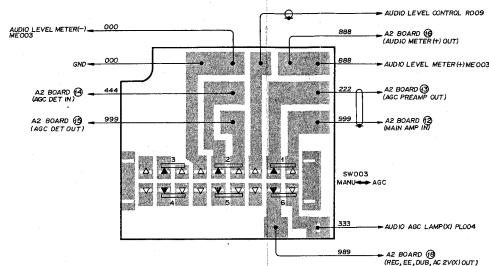 AUDIO LEVEL CONTROL RD09
AUDIO LEVEL METER(-) 000
ME003
888 A2 BOARD 16
(AUDIO METER(+) OUT)
GND 000
888 AUDIO LEVEL METER(+) ME003
A2 BOARD 14 444
(AGC DET IN)
222 A2 BOARD 13
(AGC PREAMP OUT)
A2 BOARD 15 999
(AGC DET OUT)
999 A2 BOARD 12
(MAIN AMP IN)
3 2 1
SW003
MANU AGC
4 5 6
333 AUDIO AGC LAMP(X) PL004
989 A2 BOARD
(REC, EE, DUB, AC 2V(X) OUT)